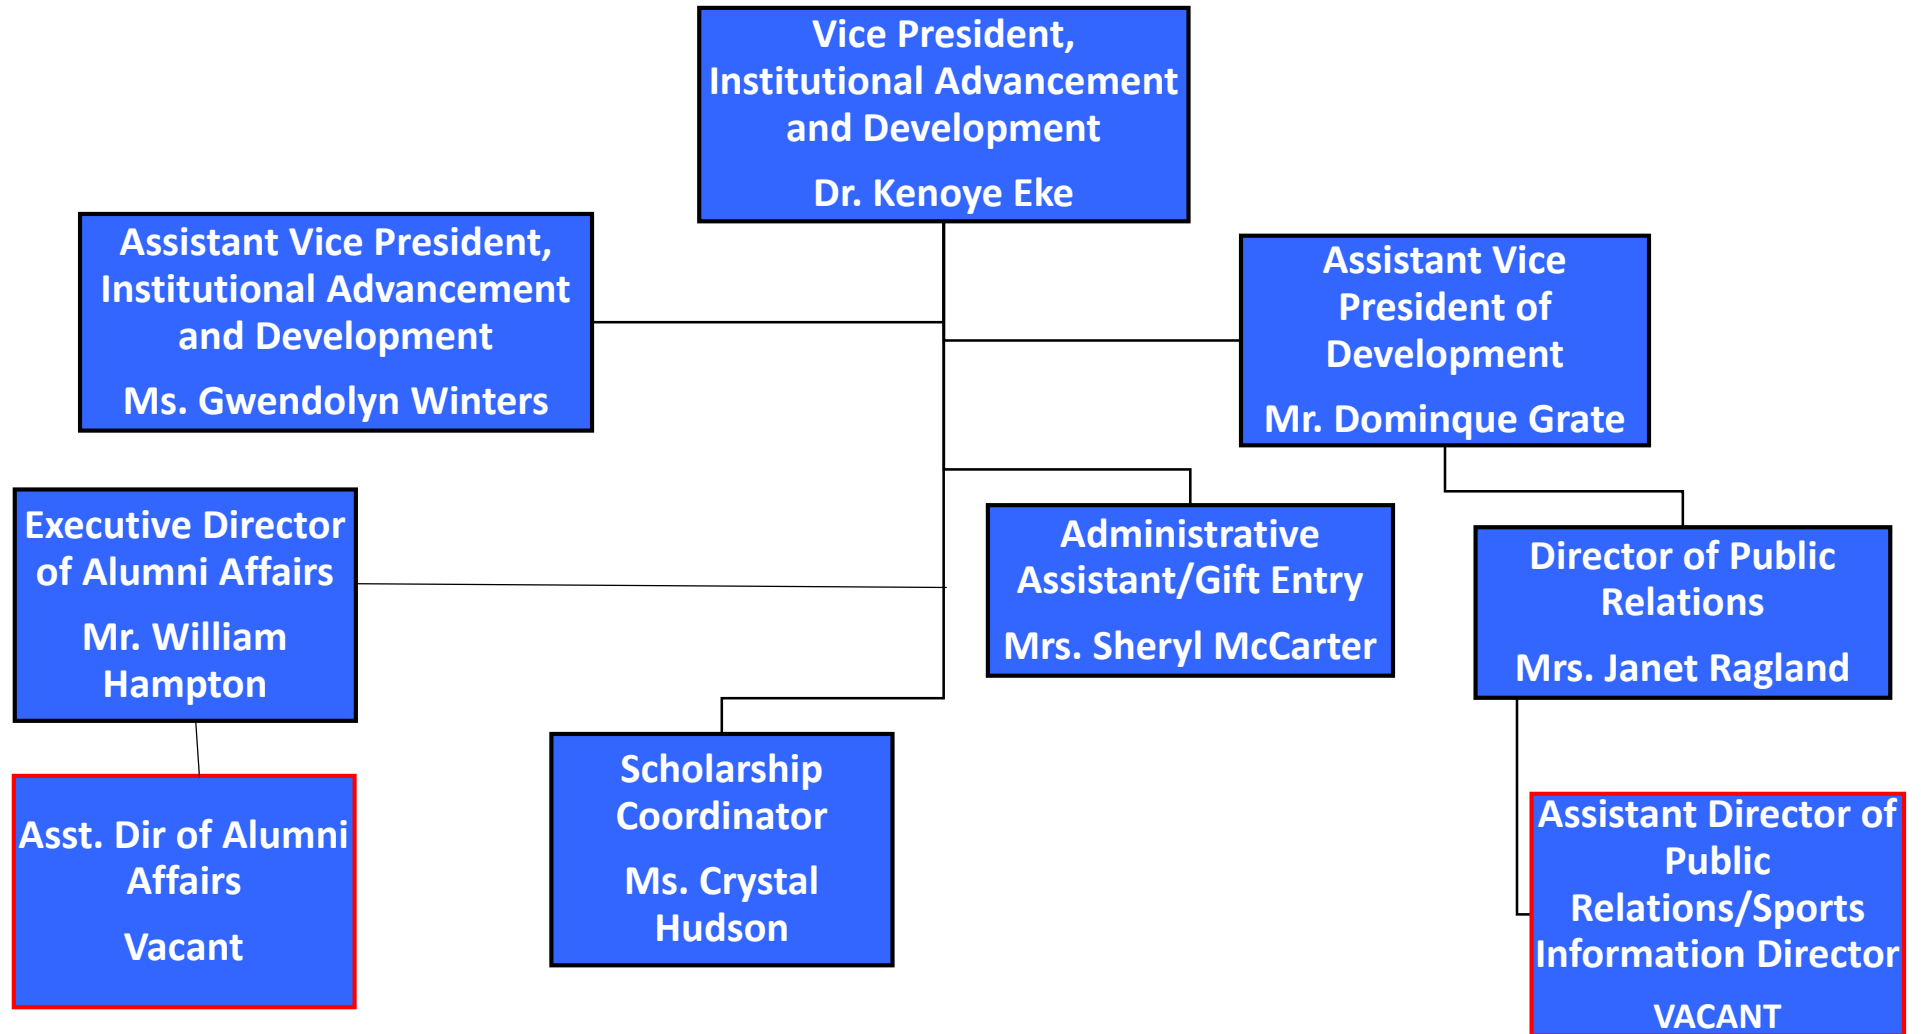 Vice President,
Institutional Advancement
and Development
Dr. Kenoye Eke
Assistant Vice President,
Institutional Advancement
and Development
Ms. Gwendolyn Winters
Assistant Vice
President of
Development
Mr. Dominque Grate
Executive Director
of Alumni Affairs
Mr. William
Hampton
Administrative
Assistant/Gift Entry
Mrs. Sheryl McCarter
Director of Public
Relations
Mrs. Janet Ragland
Asst. Dir of Alumni
Affairs
Vacant
Scholarship
Coordinator
Ms. Crystal
Hudson
Assistant Director of
Public
Relations/Sports
Information Director
VACANT